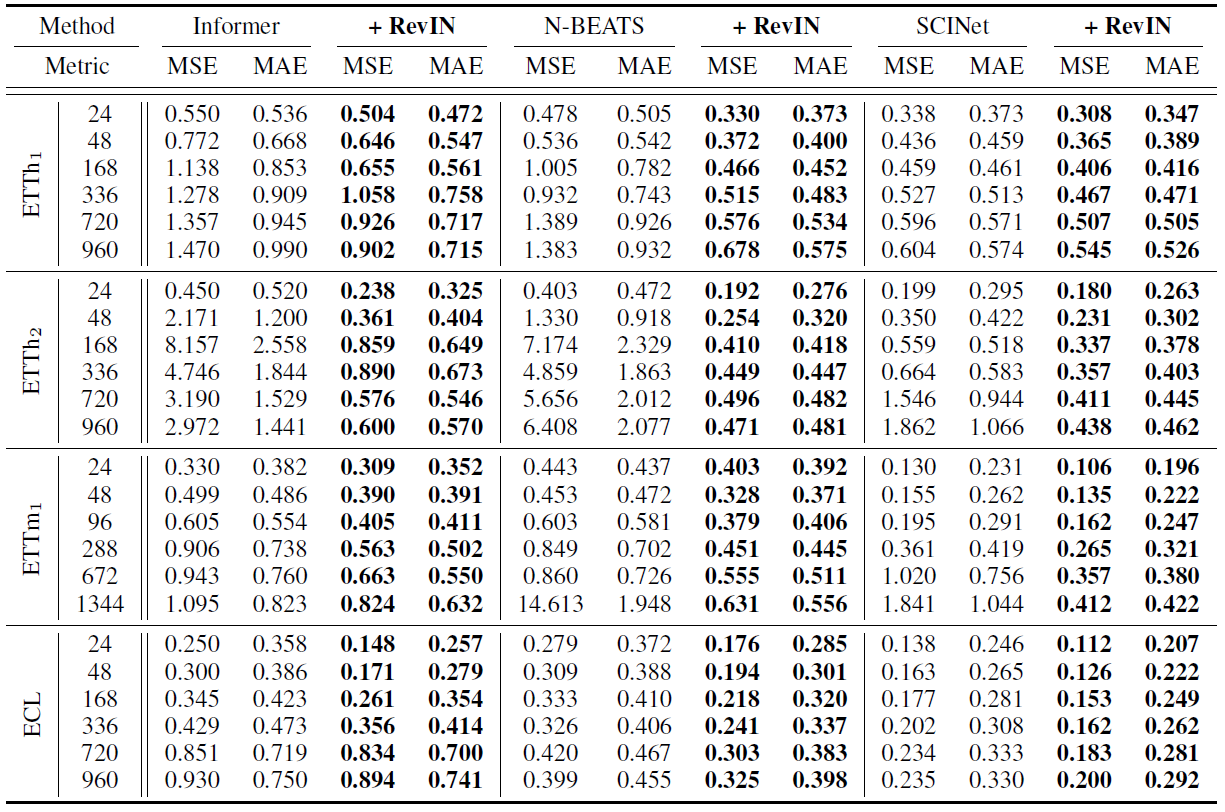 Method Informer + RevIN N-BEATS + RevIN SCINet + RevIN
Metric MSE MAE MSE MAE MSE MAE MSE MAE MSE MAE MSE MAE
ETTh1
24 0.550 0.536 0.504 0.472 0.478 0.505 0.330 0.373 0.338 0.373 0.308 0.347
48 0.772 0.668 0.646 0.547 0.536 0.542 0.372 0.400 0.436 0.459 0.365 0.389
168 1.138 0.853 0.655 0.561 1.005 0.782 0.466 0.452 0.459 0.461 0.406 0.416
336 1.278 0.909 1.058 0.758 0.932 0.743 0.515 0.483 0.527 0.513 0.467 0.471
720 1.357 0.945 0.926 0.717 1.389 0.926 0.576 0.534 0.596 0.571 0.507 0.505
960 1.470 0.990 0.902 0.715 1.383 0.932 0.678 0.575 0.604 0.574 0.545 0.526
ETTh2
24 0.450 0.520 0.238 0.325 0.403 0.472 0.192 0.276 0.199 0.295 0.180 0.263
48 2.171 1.200 0.361 0.404 1.330 0.918 0.254 0.320 0.350 0.422 0.231 0.302
168 8.157 2.558 0.859 0.649 7.174 2.329 0.410 0.418 0.559 0.518 0.337 0.378
336 4.746 1.844 0.890 0.673 4.859 1.863 0.449 0.447 0.664 0.583 0.357 0.403
720 3.190 1.529 0.576 0.546 5.656 2.012 0.496 0.482 1.546 0.944 0.411 0.445
960 2.972 1.441 0.600 0.570 6.408 2.077 0.471 0.481 1.862 1.066 0.438 0.462
ETTm1
24 0.330 0.382 0.309 0.352 0.443 0.437 0.403 0.392 0.130 0.231 0.106 0.196
48 0.499 0.486 0.390 0.391 0.453 0.472 0.328 0.371 0.155 0.262 0.135 0.222
96 0.605 0.554 0.405 0.411 0.603 0.581 0.379 0.406 0.195 0.291 0.162 0.247
288 0.906 0.738 0.563 0.502 0.849 0.702 0.451 0.445 0.361 0.419 0.265 0.321
672 0.943 0.760 0.663 0.550 0.860 0.726 0.555 0.511 1.020 0.756 0.357 0.380
1344 1.095 0.823 0.824 0.632 14.613 1.948 0.631 0.556 1.841 1.044 0.412 0.422
ECL
24 0.250 0.358 0.148 0.257 0.279 0.372 0.176 0.285 0.138 0.246 0.112 0.207
48 0.300 0.386 0.171 0.279 0.309 0.388 0.194 0.301 0.163 0.265 0.126 0.222
168 0.345 0.423 0.261 0.354 0.333 0.410 0.218 0.320 0.177 0.281 0.153 0.249
336 0.429 0.473 0.356 0.414 0.326 0.406 0.241 0.337 0.202 0.308 0.162 0.262
720 0.851 0.719 0.834 0.700 0.420 0.467 0.303 0.383 0.234 0.333 0.183 0.281
960 0.930 0.750 0.894 0.741 0.399 0.455 0.325 0.398 0.235 0.330 0.200 0.292